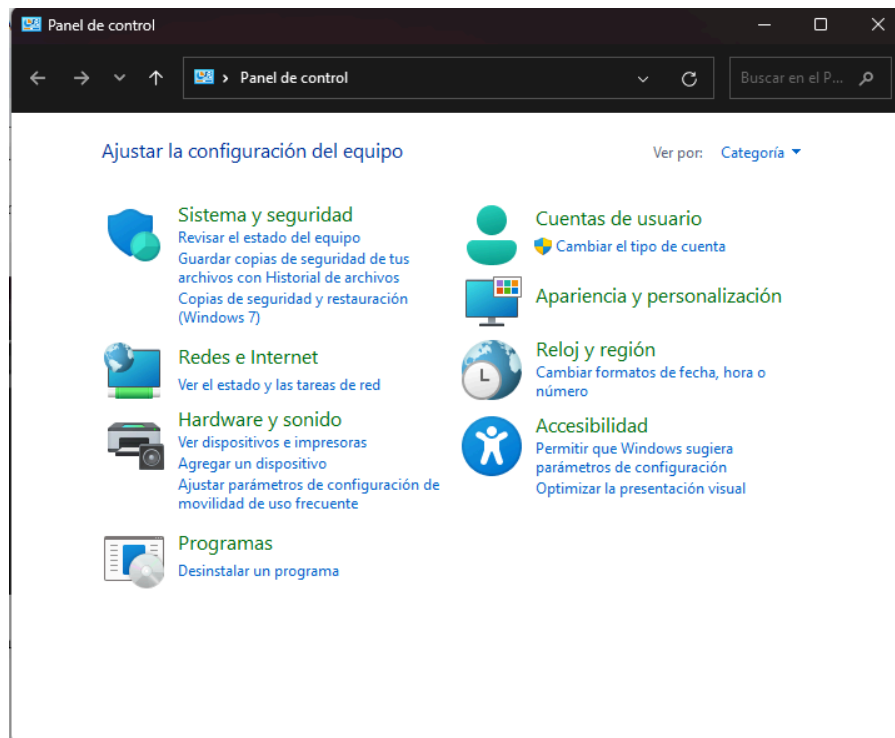 Panel de control
Panel de control
Buscar en el P...
Ajustar la configuración del equipo
Ver por: Categoría
Sistema y seguridad
Revisar el estado del equipo
Guardar copias de seguridad de tus
archivos con Historial de archivos
Copias de seguridad y restauración
(Windows 7)
Redes e Internet
Ver el estado y las tareas de red
Hardware y sonido
Ver dispositivos e impresoras
Agregar un dispositivo
Ajustar parámetros de configuración de
movilidad de uso frecuente
Programas
Desinstalar un programa
Cuentas de usuario
Cambiar el tipo de cuenta
Apariencia y personalización
Reloj y región
Cambiar formatos de fecha, hora o
número
Accesibilidad
Permitir que Windows sugiera
parámetros de configuración
Optimizar la presentación visual